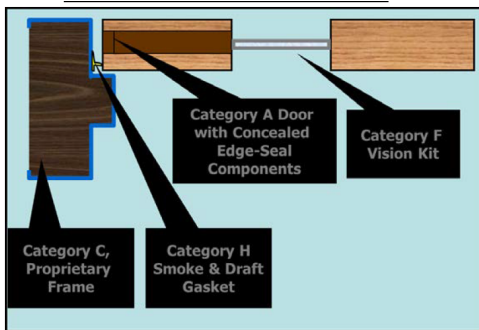 Category A Door
with Concealed
Edge-Seal
Components
Category F
Vision Kit
Category C,
Proprietary
Frame
Category H
Smoke & Draft
Gasket